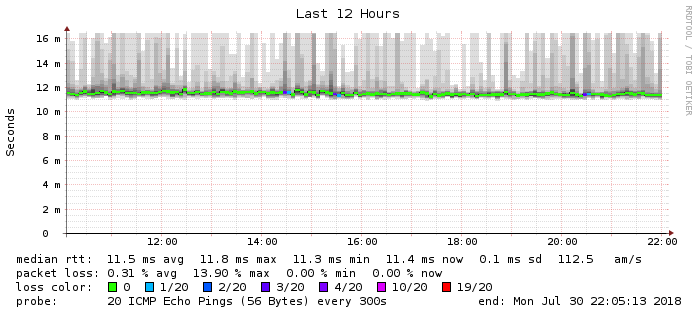 Last 12 Hours
RRDTOOL / TOBI OETIKER
Seconds
16 m
14 m
12 m
10 m
8 m
6 m
4 m
2 m
0
12:00 14:00 16:00 18:00 20:00 22:00
median rtt: 11.5 ms avg 11.8 ms max 11.3 ms min 11.4 ms now 0.1 ms sd 112.5 am/s
packet loss: 0.31 % avg 13.90 % max 0.00 % min 0.00 % now
loss color: 0 1/20 2/20 3/20 4/20 10/20 19/20
probe: 20 ICMP Echo Pings (56 Bytes) every 300s end: Mon Jul 30 22:05:13 2018